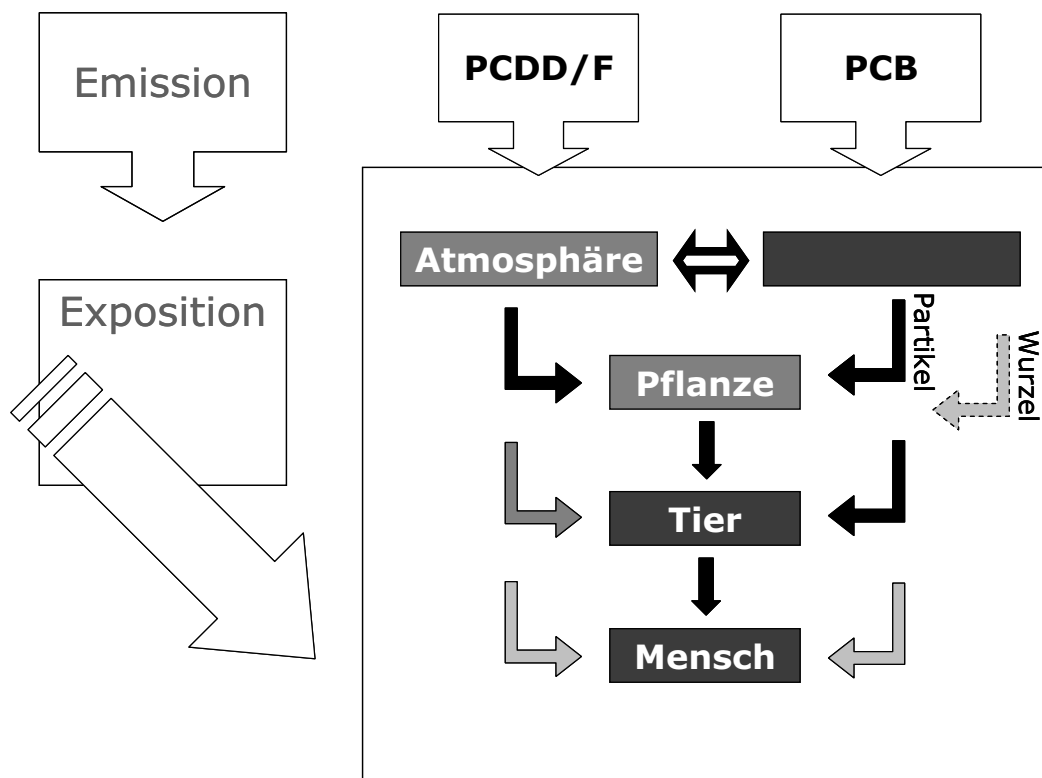 Emission
PCDD/F
PCB
Exposition
Atmosphäre
Partikel
Wurzel
Pflanze
Tier
Mensch